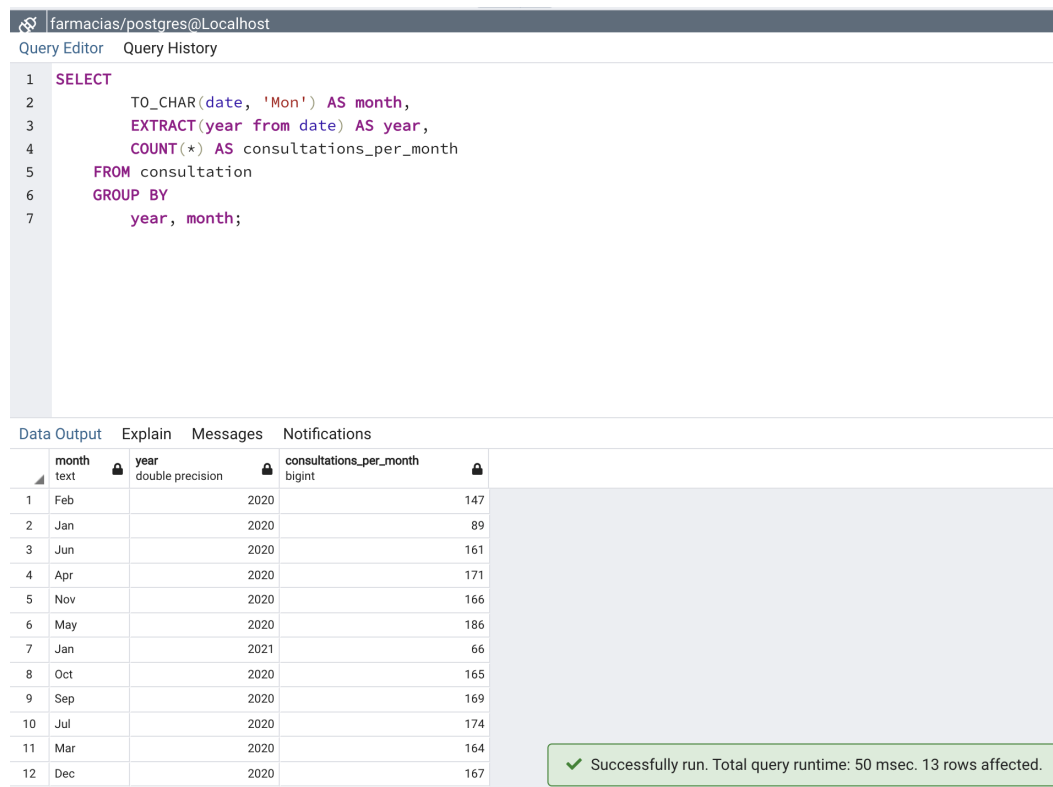 farmacias/postgres@Localhost
Query Editor Query History
1 SELECT
2 TO_CHAR(date, 'Mon') AS month,
3 EXTRACT(year from date) AS year,
4 COUNT(*) AS consultations_per_month
5 FROM consultation
6 GROUP BY
7 year, month;
Data Output Explain Messages Notifications
month year consultations_per_month
text double precision bigint
1 Feb 2020 147
2 Jan 2020 89
3 Jun 2020 161
4 Apr 2020 171
5 Nov 2020 166
6 May 2020 186
7 Jan 2021 66
8 Oct 2020 165
9 Sep 2020 169
10 Jul 2020 174
11 Mar 2020 164
12 Dec 2020 167
Successfully run. Total query runtime: 50 msec. 13 rows affected.